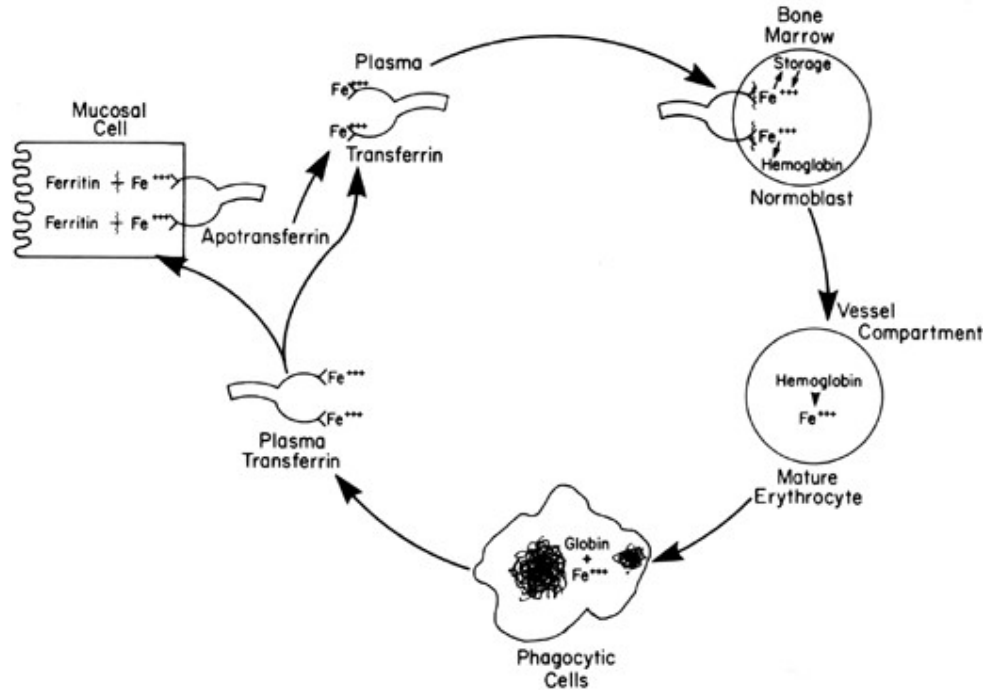 Bone
Marrow
Storage
Fe+++
Fe+++
Hemoglobin
Normoblast
Plasma
Fe+++
Fe+++
Transferrin
Mucosal
Cell
Ferritin + Fe+++
Ferritin + Fe+++
Apotransferrin
Vessel
Compartment
Hemoglobin
Fe+++
Mature
Erythrocyte
Fe+++
Fe+++
Plasma
Transferrin
Globin
+
Fe+++
Phagocytic
Cells